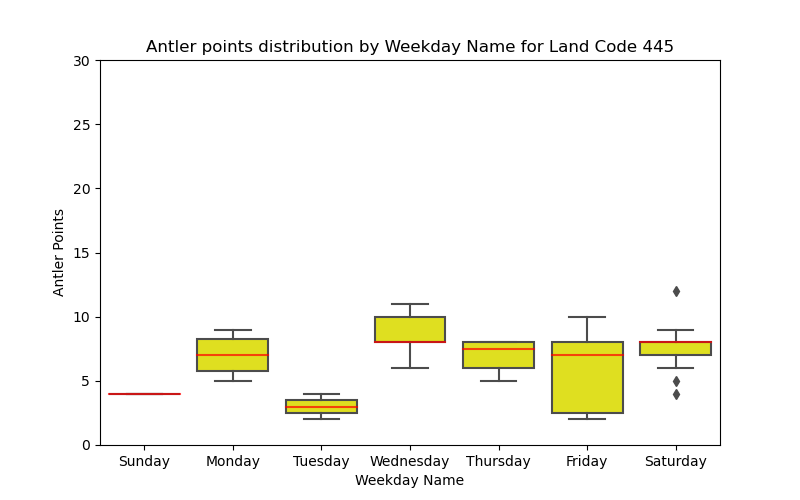 Antler points distribution by Weekday Name for Land Code 445
30
25
20
15
10
5
0
Antler Points
Sunday Monday Tuesday Wednesday Thursday Friday Saturday
Weekday Name